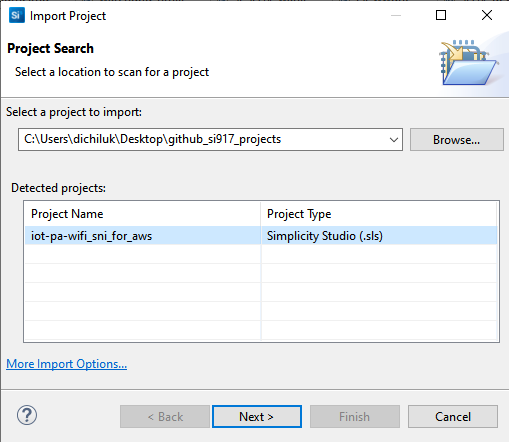 Si Import Project
Project Search
Select a location to scan for a project
Select a project to import:
C:\Users\dichiluk\Desktop\github_si917_projects
Browse...
Detected projects:
Project Name Project Type
iot-pa-wifi_sni_for_aws Simplicity Studio (.sls)
More Import Options...
? < Back Next > Finish Cancel